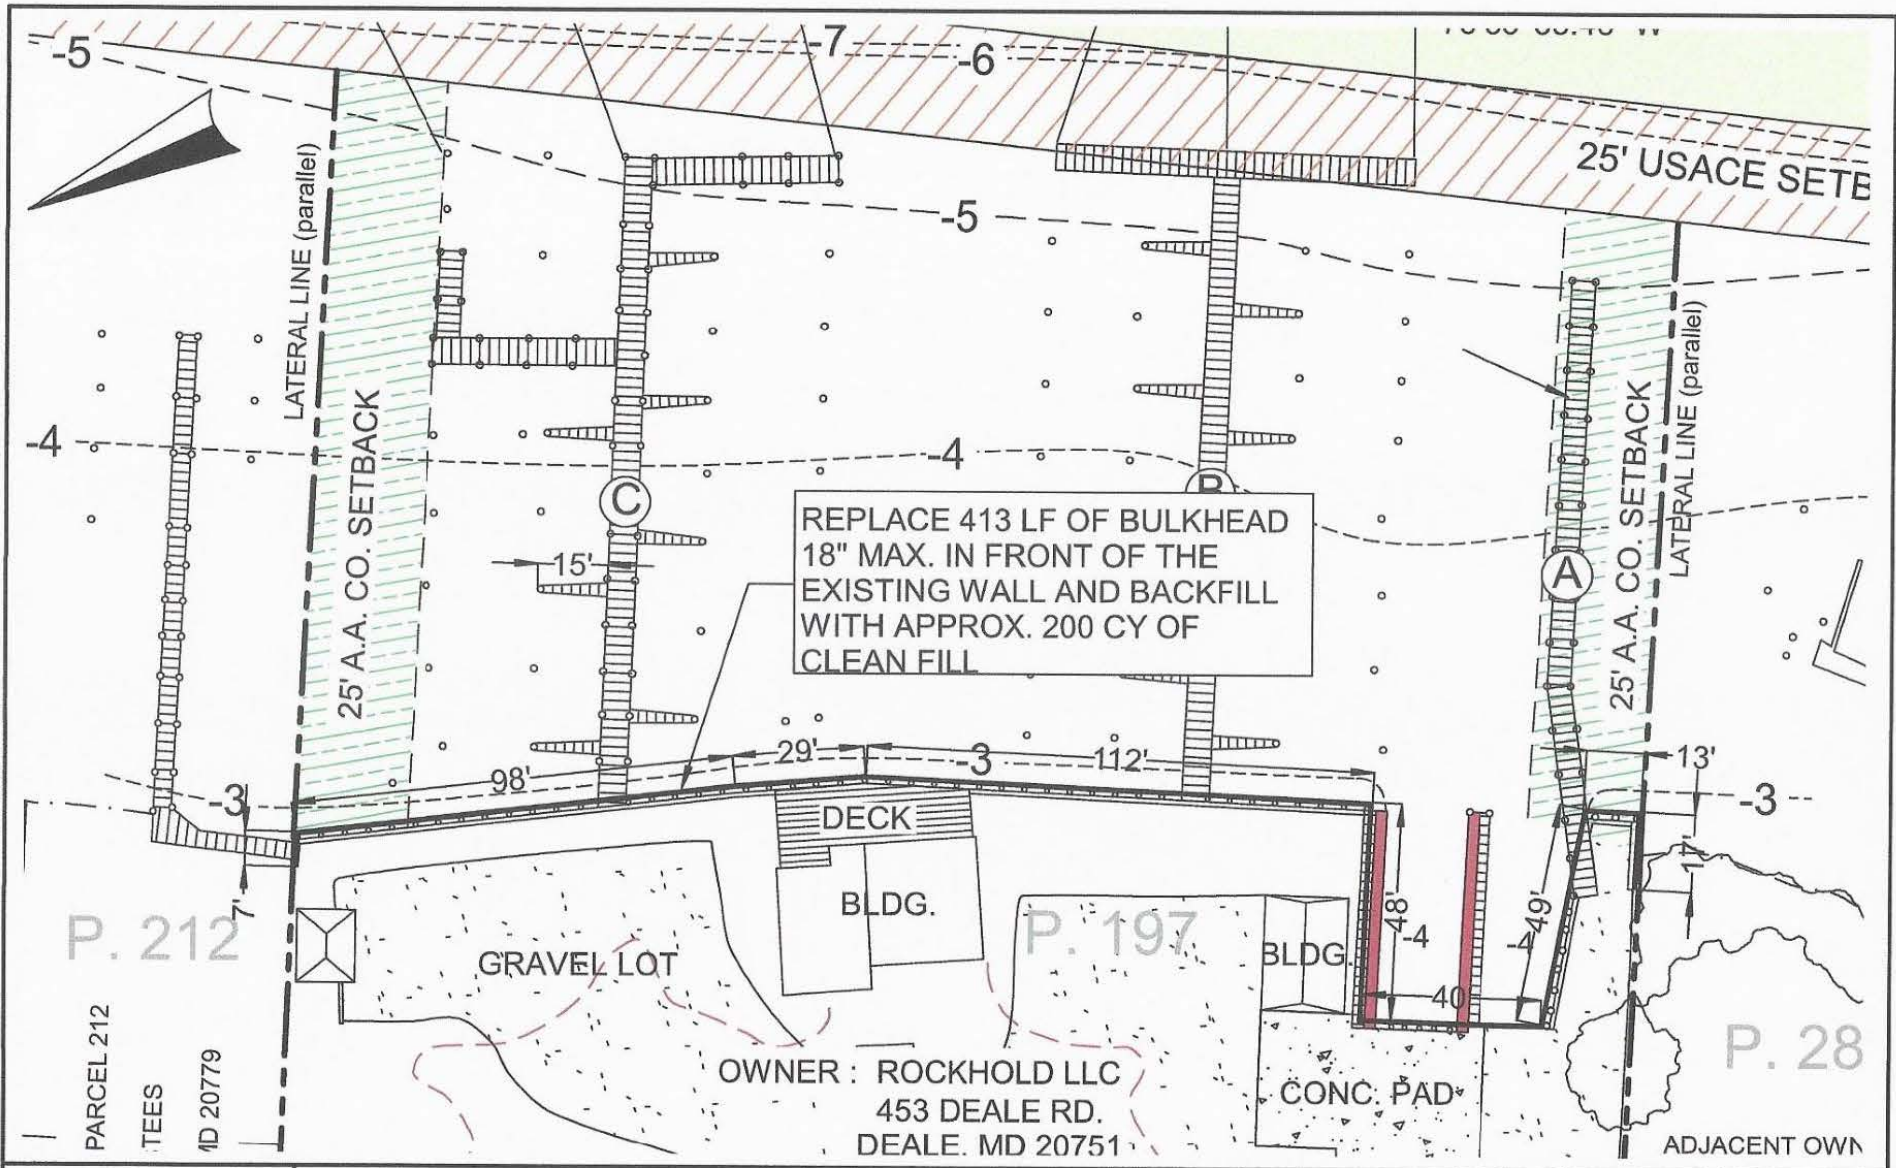 -5
-7
-6
25' USACE SETB
LATERAL LINE (parallel)
-5
25' A.A. CO. SETBACK
-4
-4
C
B
REPLACE 413 LF OF BULKHEAD
18" MAX. IN FRONT OF THE
EXISTING WALL AND BACKFILL
WITH APPROX. 200 CY OF
CLEAN FILL
15'
A
25' A.A. CO. SETBACK
LATERAL LINE (parallel)
98'
29'
-3
112'
13'
-3
-3
DECK
17'
7'
P. 212
BLDG.
P. 197
48'
-4
-4
49'
GRAVEL LOT
BLDG.
40'
P. 28
PARCEL 212
TEES
MD 20779
OWNER : ROCKHOLD LLC
453 DEALE RD.
DEALE, MD 20751
CONC. PAD
ADJACENT OWN